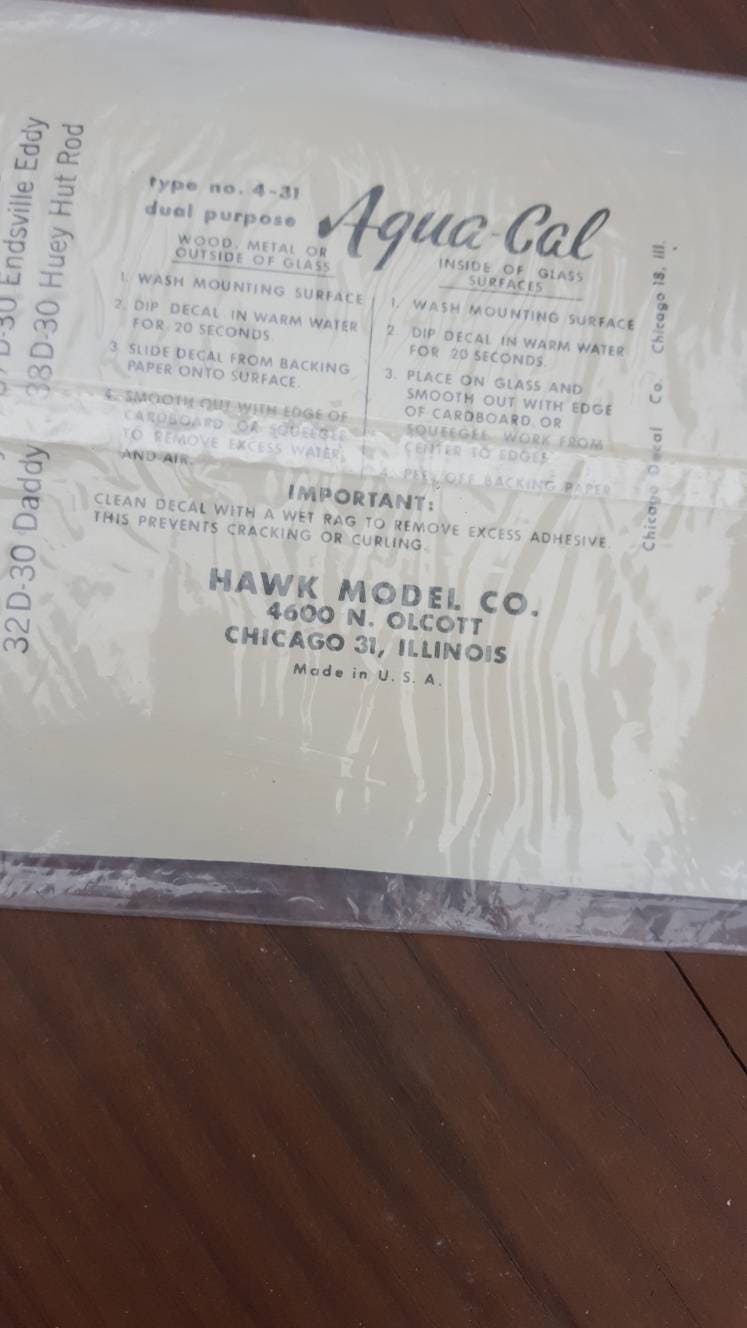 32D-30 Daddy
D-30 Endsville Eddy
38D-30 Huey Hut Rod
type no. 4-31
dual purpose
Aqua-Cal
WOOD, METAL OR
OUTSIDE OF GLASS
1. WASH MOUNTING SURFACE
2. DIP DECAL IN WARM WATER
FOR 20 SECONDS.
3. SLIDE DECAL FROM BACKING
PAPER ONTO SURFACE.
4. SMOOTH OUT WITH EDGE OF
CARDBOARD OR SQUEEGEE
TO REMOVE EXCESS WATER
AND AIR.
INSIDE OF GLASS
SURFACES
1. WASH MOUNTING SURFACE
2. DIP DECAL IN WARM WATER
FOR 20 SECONDS.
3. PLACE ON GLASS AND
SMOOTH OUT WITH EDGE
OF CARDBOARD OR
SQUEEGEE. WORK FROM
CENTER TO EDGES
4. PEEL OFF BACKING PAPER
Chicago Decal Co. Chicago 18, Ill.
IMPORTANT:
CLEAN DECAL WITH A WET RAG TO REMOVE EXCESS ADHESIVE.
THIS PREVENTS CRACKING OR CURLING.
HAWK MODEL CO.
4600 N. OLCOTT
CHICAGO 31, ILLINOIS
Made in U. S. A.